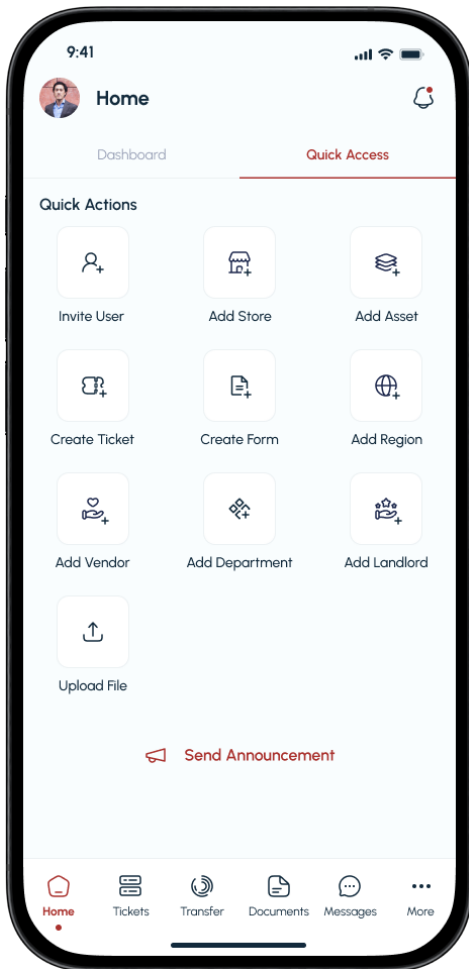 9:41
Home
Dashboard
Quick Access
Quick Actions
Invite User
Add Store
Add Asset
Create Ticket
Create Form
Add Region
Add Vendor
Add Department
Add Landlord
Upload File
Send Announcement
Home
Tickets
Transfer
Documents
Messages
More